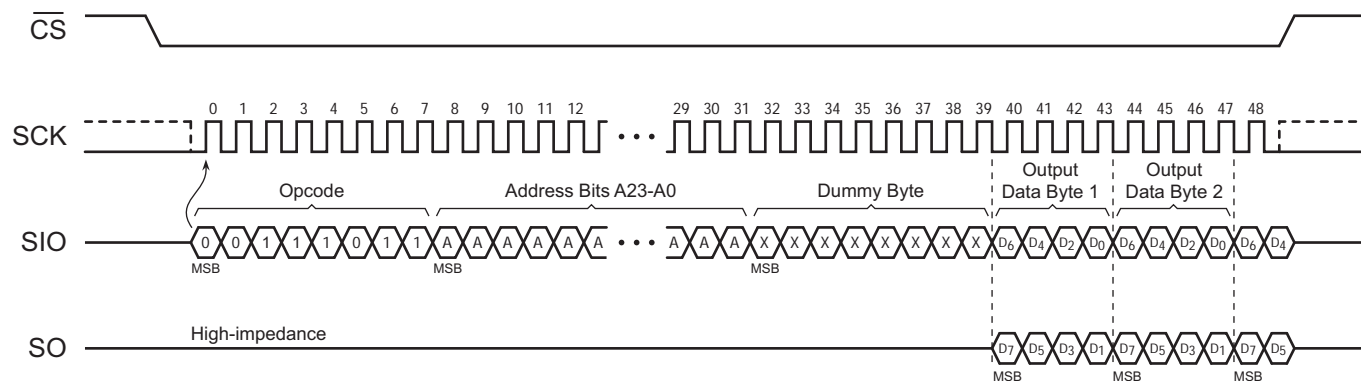 CS
0 1 2 3 4 5 6 7 8 9 10 11 12 29 30 31 32 33 34 35 36 37 38 39 40 41 42 43 44 45 46 47 48
SCK
Opcode Address Bits A23-A0 Dummy Byte Output Data Byte 1 Output Data Byte 2
SIO 0 0 1 1 1 0 1 1 A A A A A A A A A X X X X X X X X D6 D4 D2 D0 D6 D4 D2 D0 D6 D4
MSB MSB MSB
High-impedance
SO D7 D5 D3 D1 D7 D5 D3 D1 D7 D5
MSB MSB MSB